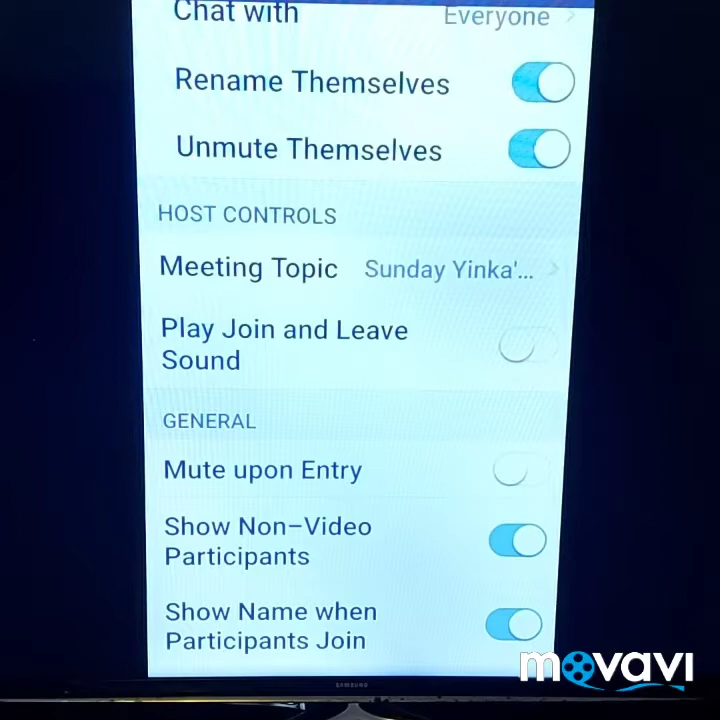 Chat with Everyone
Rename Themselves
Unmute Themselves
HOST CONTROLS
Meeting Topic Sunday Yinka'...
Play Join and Leave
Sound
GENERAL
Mute upon Entry
Show Non-Video
Participants
Show Name when
Participants Join
SAMSUNG
movavi